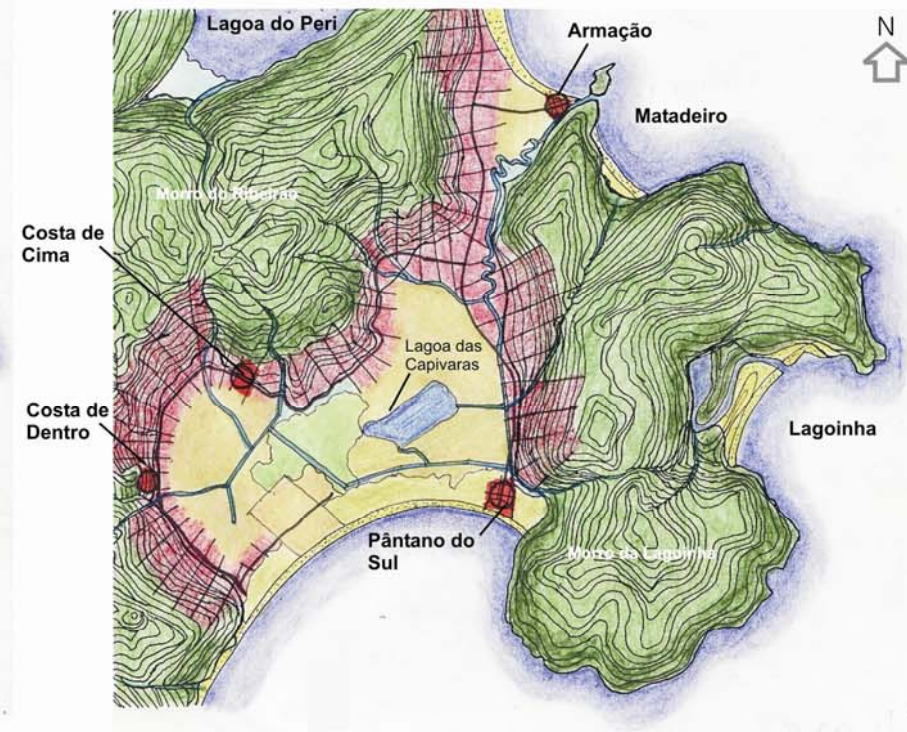 Lagoa do Peri
Armação
N
Matadeiro
Morro do Ribeirão
Costa de
Cima
Lagoa das
Capivaras
Costa de
Dentro
Lagoinha
Pântano do
Sul
Morro da Lagoinha